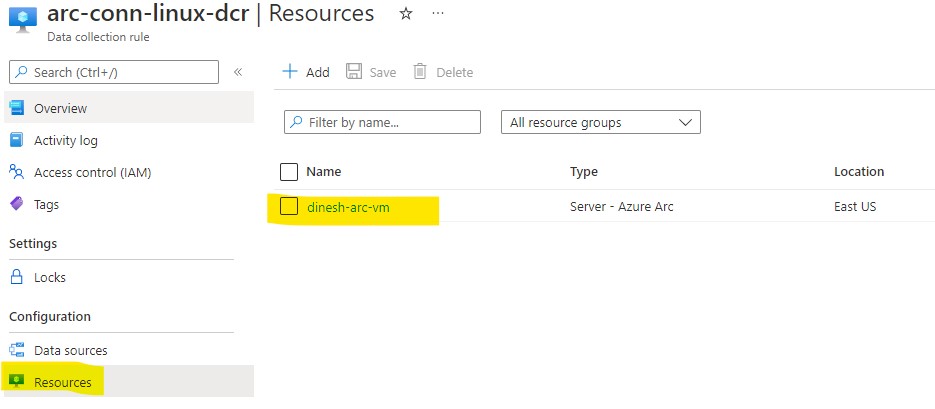 arc-conn-linux-dcr | Resources ☆ ...
Data collection rule
Search (Ctrl+/) «
Overview
Activity log
Access control (IAM)
Tags
Settings
Locks
Configuration
Data sources
Resources
+ Add Save Delete
Filter by name... All resource groups
Name Type Location
dinesh-arc-vm Server - Azure Arc East US